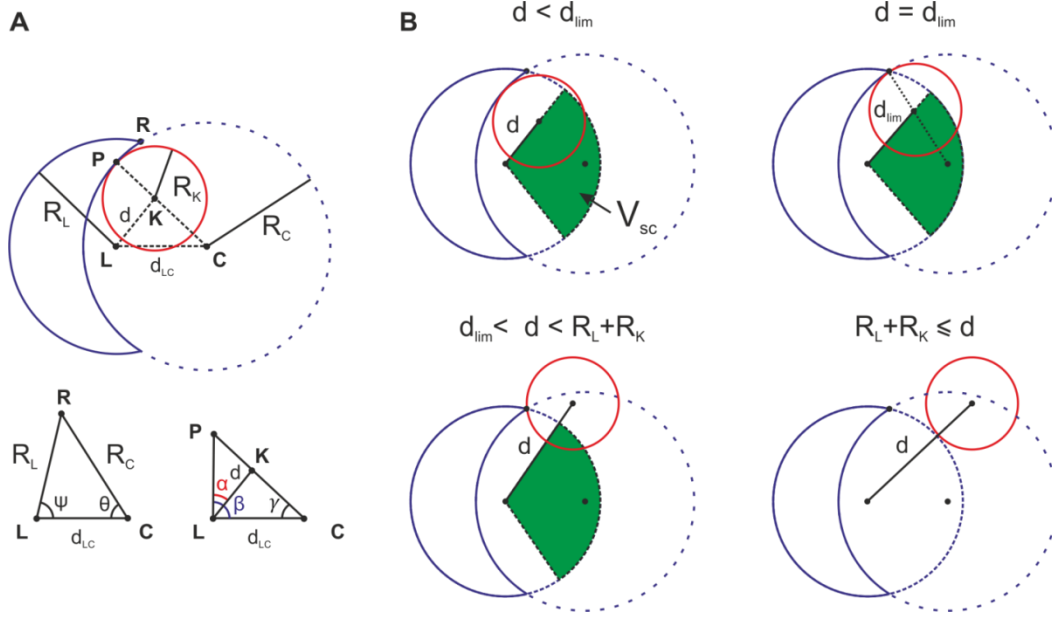 A
R
P
R_L
d
K
R_K
R_C
L
d_LC
C
R
R_L
R_C
ψ
θ
L
d_LC
C
P
K
d
α
β
γ
L
d_LC
C
B
d < d_lim
d
V_sc
d = d_lim
d_lim
d_lim < d < R_L+R_K
d
R_L+R_K ⩽ d
d